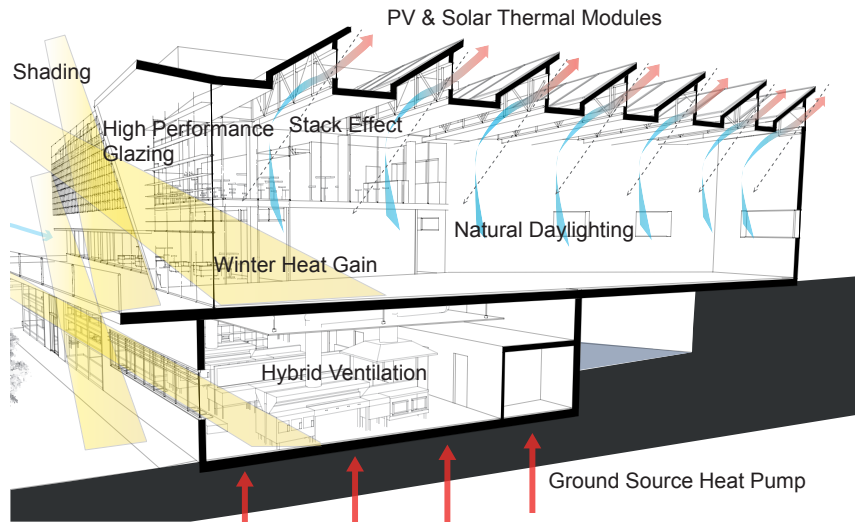 PV & Solar Thermal Modules
Shading
High Performance
Glazing
Stack Effect
Natural Daylighting
Winter Heat Gain
Hybrid Ventilation
Ground Source Heat Pump